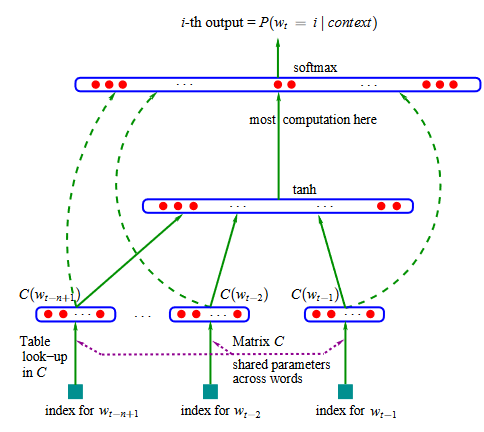 i-th output = P(w_t = i | context)
softmax
. . .
. . .
most computation here
tanh
. . .
. . .
C(w_{t−n+1}) C(w_{t−2}) C(w_{t−1})
. . .
. . .
. . .
. . .
Table
look−up
in C
Matrix C
shared parameters
across words
index for w_{t−n+1} index for w_{t−2} index for w_{t−1}